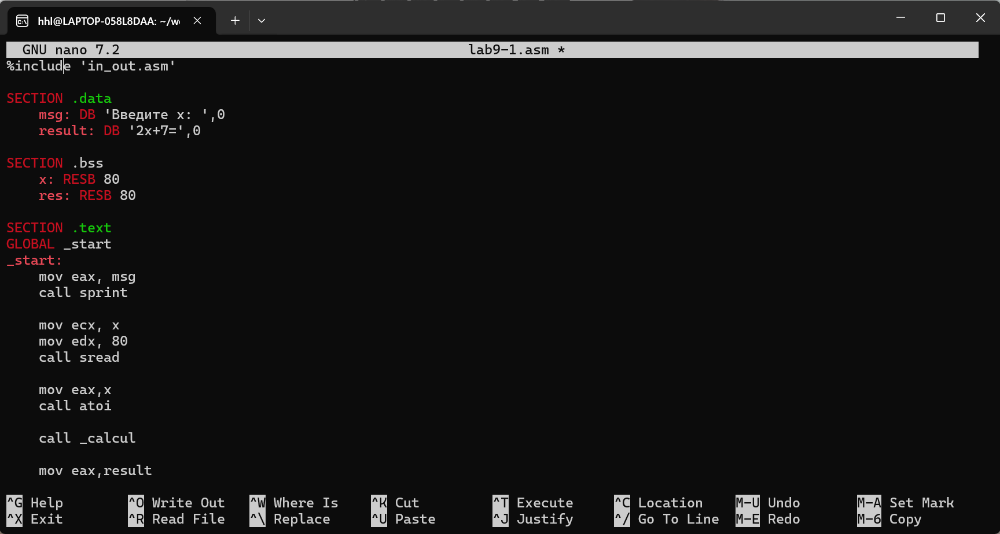 hhl@LAPTOP-058L8DAA: ~/w
GNU nano 7.2 lab9-1.asm *
%include 'in_out.asm'
SECTION .data
msg: DB 'Введите x: ',0
result: DB '2x+7=',0
SECTION .bss
x: RESB 80
res: RESB 80
SECTION .text
GLOBAL _start
_start:
mov eax, msg
call sprint
mov ecx, x
mov edx, 80
call sread
mov eax,x
call atoi
call _calcul
mov eax,result
^G Help ^O Write Out ^W Where Is ^K Cut ^T Execute ^C Location M-U Undo M-A Set Mark
^X Exit ^R Read File ^\ Replace ^U Paste ^J Justify ^/ Go To Line M-E Redo M-6 Copy